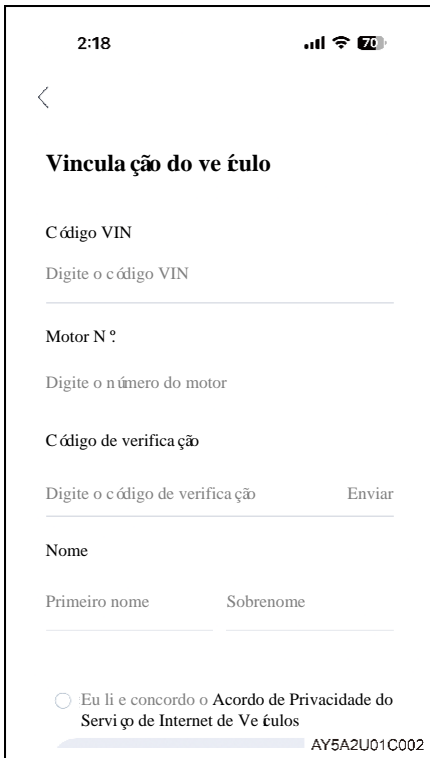 2:18
70
Vinculação do veículo
Código VIN
Digite o código VIN
Motor Nº.
Digite o número do motor
Código de verificação
Digite o código de verificação Enviar
Nome
Primeiro nome Sobrenome
Eu li e concordo o Acordo de Privacidade do
Serviço de Internet de Veículos
AY5A2U01C002